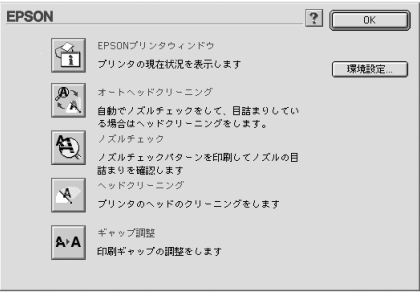 EPSON
?
OK
EPSONプリンタウィンドウ
プリンタの現在状況を表示します
環境設定...
オートヘッドクリーニング
自動でノズルチェックをして、目詰まりしてい
る場合はヘッドクリーニングをします。
ノズルチェック
ノズルチェックパターンを印刷してノズルの目
詰まりを確認します
ヘッドクリーニング
プリンタのヘッドのクリーニングをします
ギャップ調整
印刷ギャップの調整をします